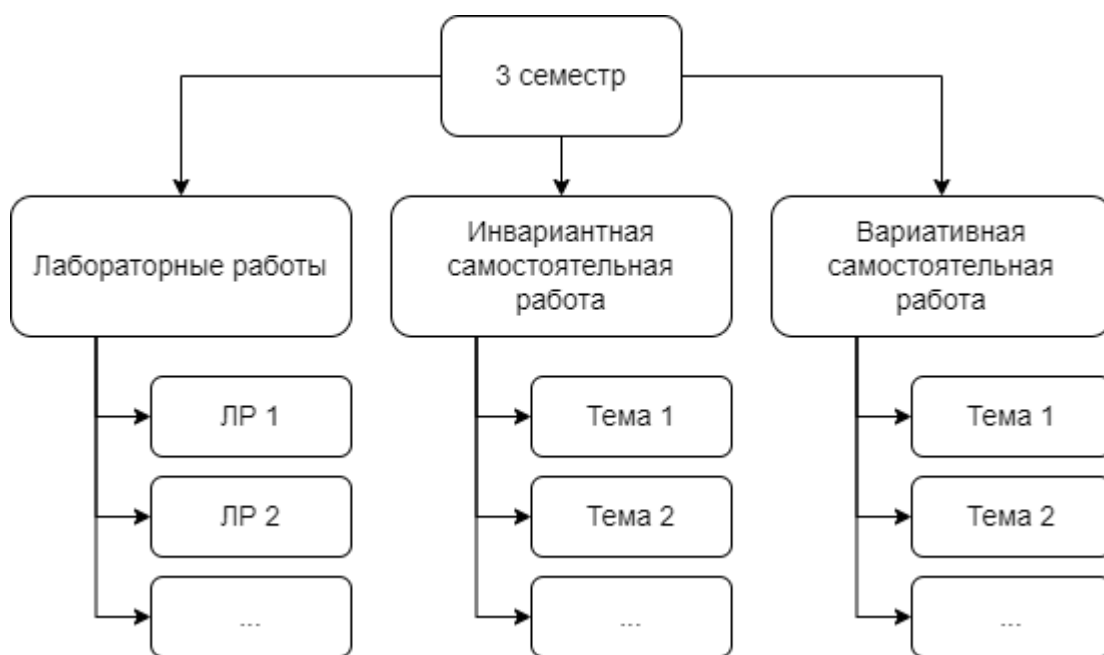 3 семестр
Лабораторные работы
Инвариантная
самостоятельная
работа
Вариативная
самостоятельная
работа
ЛР 1
Тема 1
Тема 1
ЛР 2
Тема 2
Тема 2
...
...
...